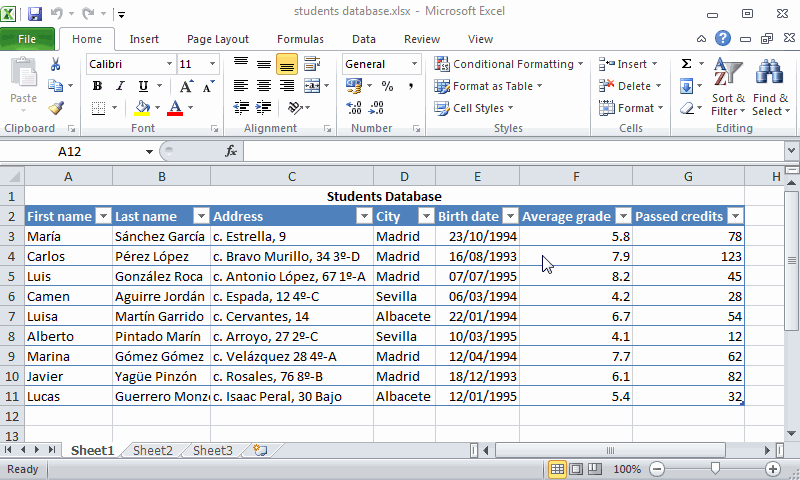 students database.xlsx - Microsoft Excel
File Home Insert Page Layout Formulas Data Review View
Paste Calibri 11 General Conditional Formatting Insert
B I U A A % , Format as Table Delete Sort & Filter Find & Select
A Cell Styles Format
Clipboard Font Alignment Number Styles Cells Editing
A12 fx
A B C D E F G H
1 Students Database
2 First name Last name Address City Birth date Average grade Passed credits
3 María Sánchez García c. Estrella, 9 Madrid 23/10/1994 5.8 78
4 Carlos Pérez López c. Bravo Murillo, 34 3º-D Madrid 16/08/1993 7.9 123
5 Luis González Roca c. Antonio López, 67 1º-A Madrid 07/07/1995 8.2 45
6 Camen Aguirre Jordán c. Espada, 12 4º-C Sevilla 06/03/1994 4.2 28
7 Luisa Martín Garrido c. Cervantes, 14 Albacete 22/01/1994 6.7 54
8 Alberto Pintado Marín c. Arroyo, 27 2º-C Sevilla 10/03/1995 4.1 12
9 Marina Gómez Gómez c. Velázquez 28 4º-A Madrid 12/04/1994 7.7 62
10 Javier Yagüe Pinzón c. Rosales, 76 8º-B Madrid 18/12/1993 6.1 82
11 Lucas Guerrero Monzo c. Isaac Peral, 30 Bajo Albacete 12/01/1995 5.4 32
12
13
Sheet1 Sheet2 Sheet3
Ready 100%